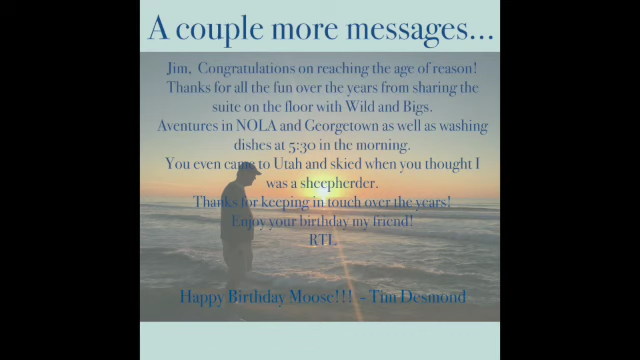 A couple more messages...
Jim, Congratulations on reaching the age of reason!
Thanks for all the fun over the years from sharing the
suite on the floor with Wild and Bigs.
Aventures in NOLA and Georgetown as well as washing
dishes at 5:30 in the morning.
You even came to Utah and skied when you thought I
was a sheepherder.
Thanks for keeping in touch over the years!
Enjoy your birthday my friend!
RTL
Happy Birthday Moose!!! - Tim Desmond